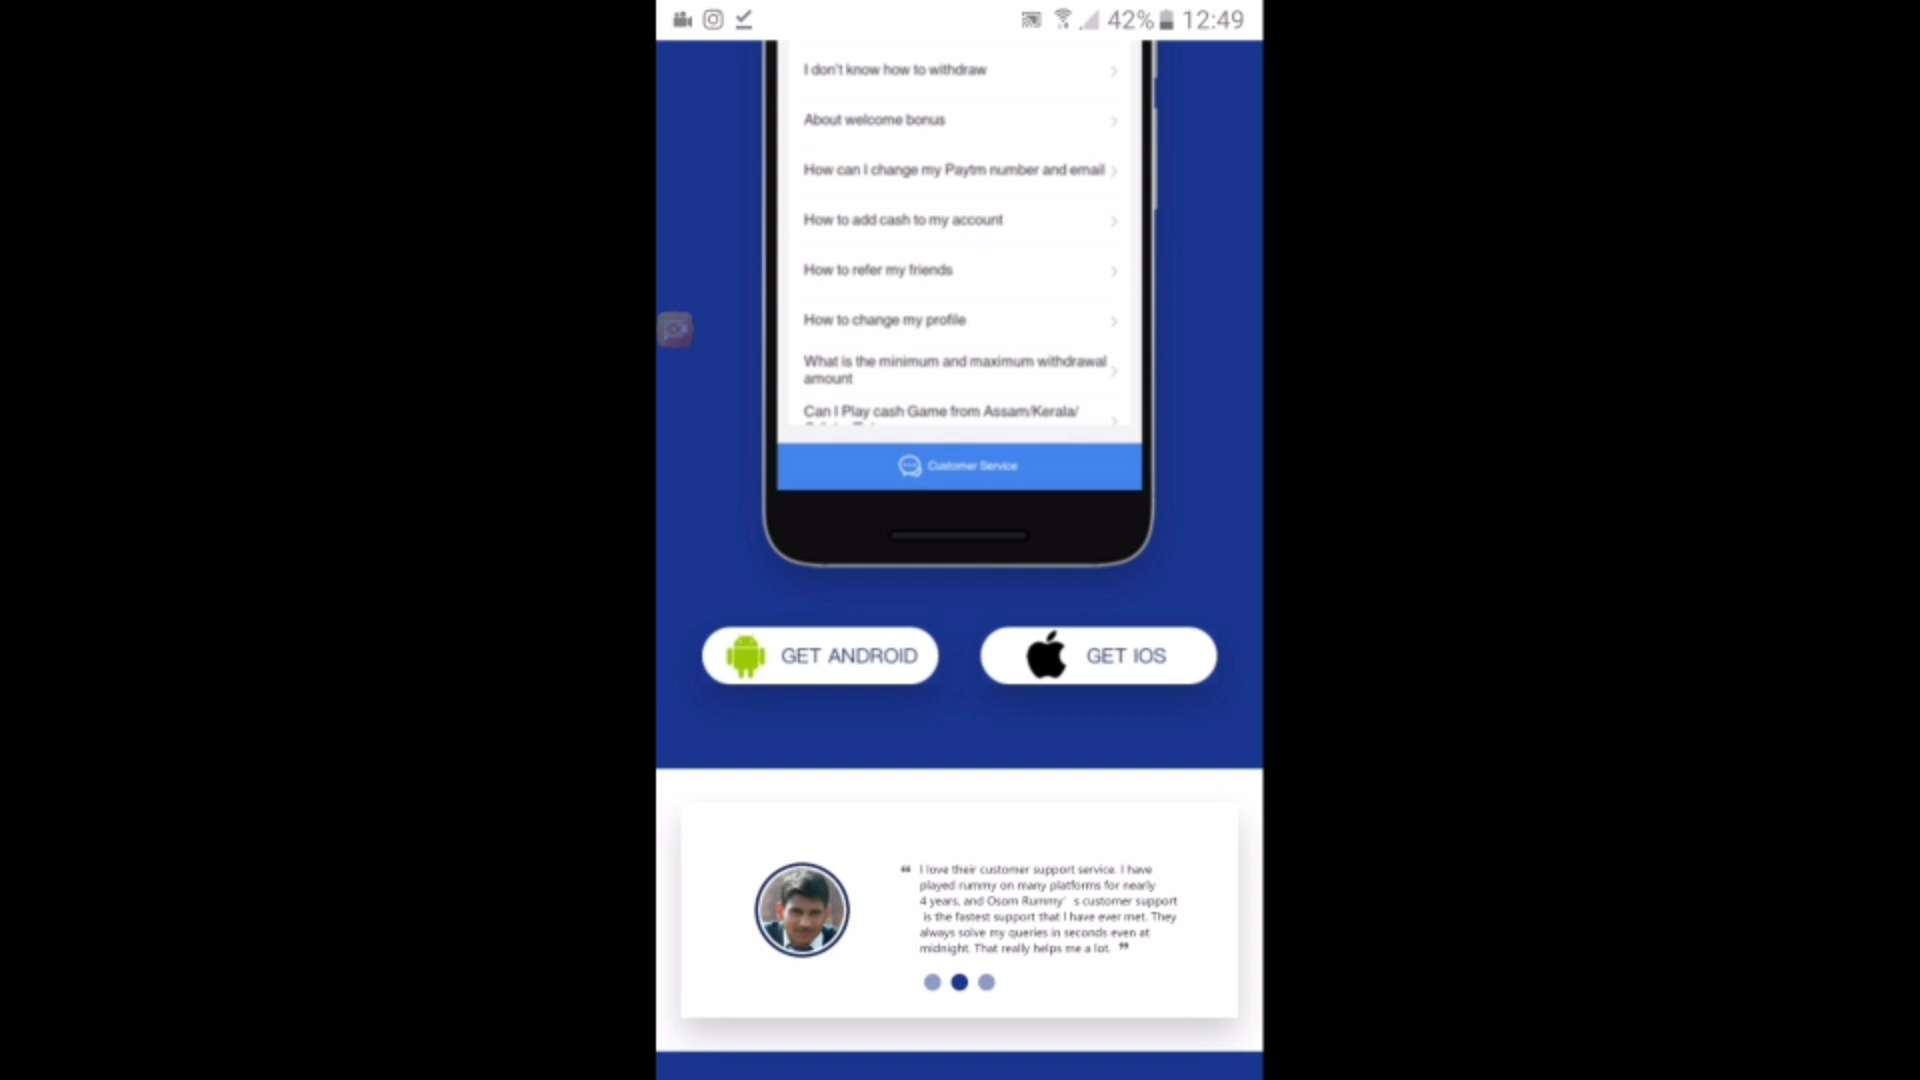 42% 12:49
I don't know how to withdraw
About welcome bonus
How can I change my Paytm number and email
How to add cash to my account
How to refer my friends
How to change my profile
What is the minimum and maximum withdrawal
amount
Can I Play cash Game from Assam/Kerala/
Customer Service
GET ANDROID
GET IOS
“ I love their customer support service. I have
played rummy on many platforms for nearly
4 years, and Osom Rummy' s customer support
is the fastest support that I have ever met. They
always solve my queries in seconds even at
midnight. That really helps me a lot. ”